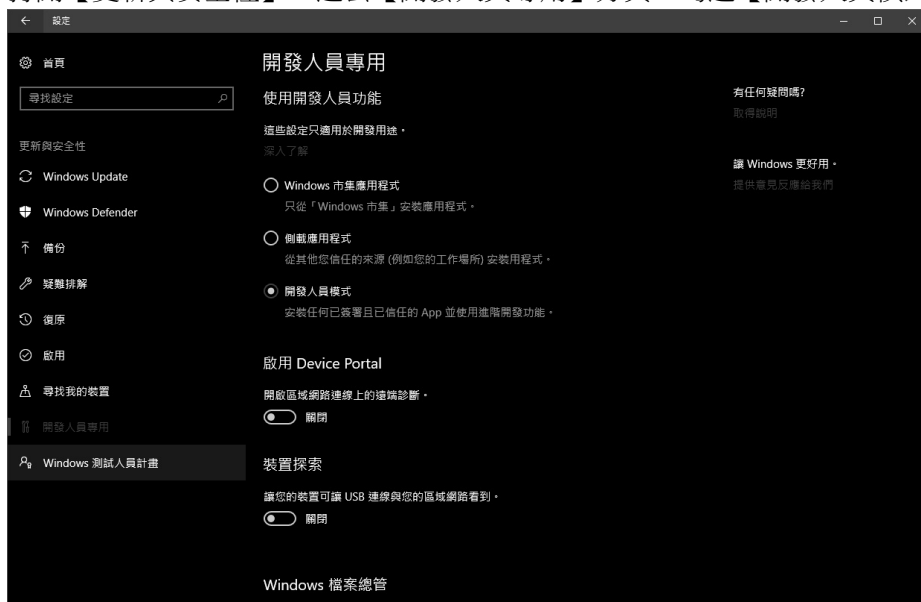 設定
首頁
尋找設定
更新與安全性
Windows Update
Windows Defender
備份
疑難排解
復原
啟用
尋找我的裝置
開發人員專用
Windows 測試人員計畫
開發人員專用
使用開發人員功能
這些設定只適用於開發用途。
深入了解
Windows 市集應用程式
只從「Windows 市集」安裝應用程式。
側載應用程式
從其他您信任的來源 (例如您的工作場所) 安裝用程式。
開發人員模式
安裝任何已簽署且已信任的 App 並使用進階開發功能。
啟用 Device Portal
開啟區域網路連線上的遠端診斷。
關閉
裝置探索
讓您的裝置可讓 USB 連線與您的區域網路看到。
關閉
Windows 檔案總管
有任何疑問嗎?
取得說明
讓 Windows 更好用。
提供意見反應給我們